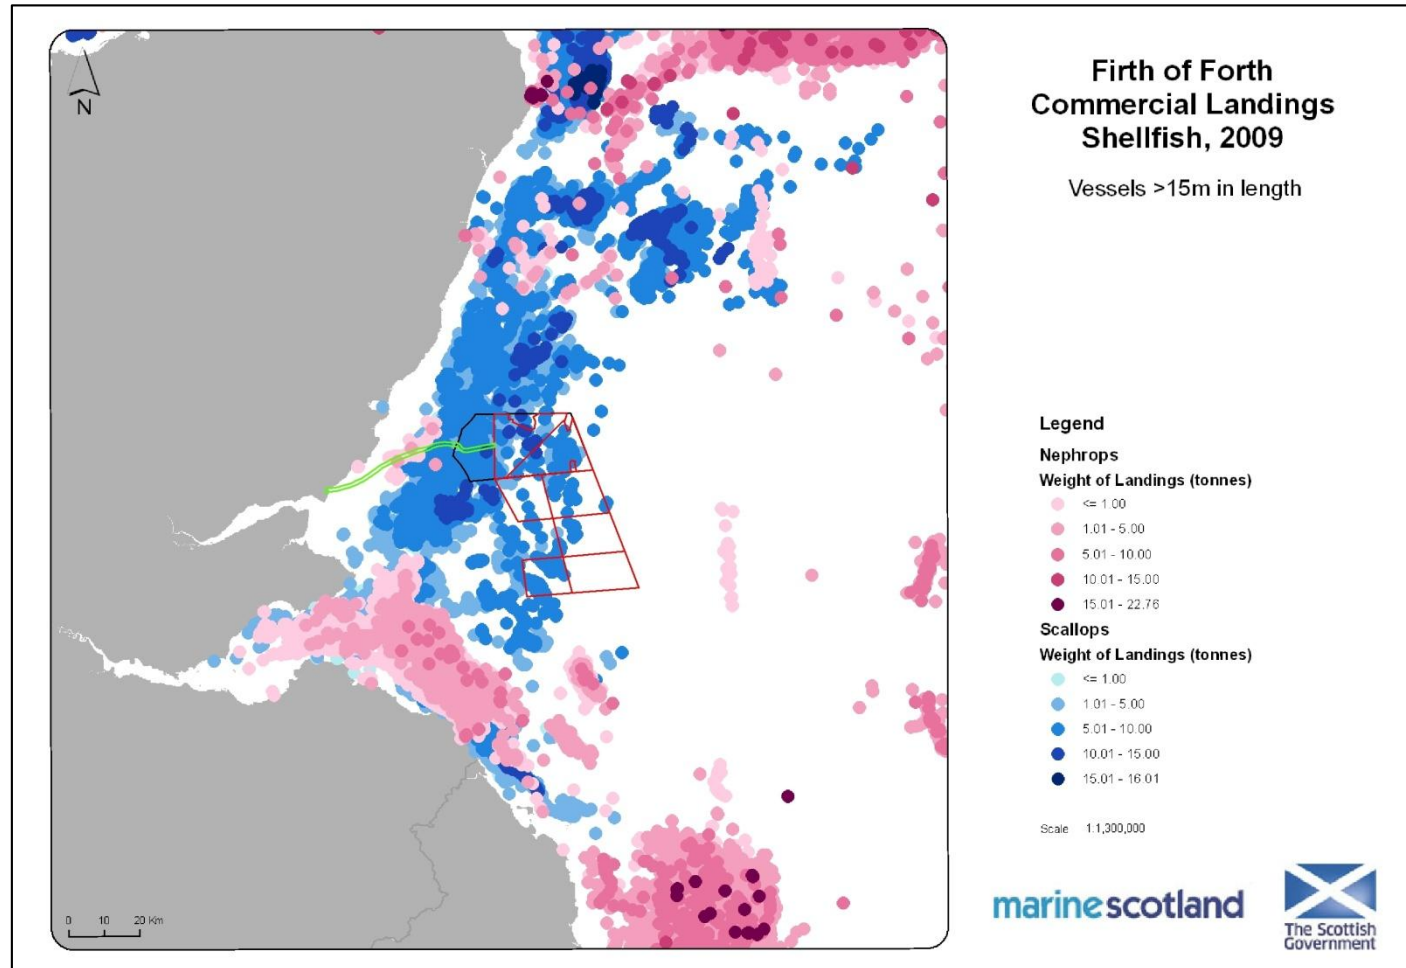 N
0 10 20 Km
Firth of Forth
Commercial Landings
Shellfish, 2009
Vessels >15m in length
Legend
Nephrops
Weight of Landings (tonnes)
<= 1.00
1.01 - 5.00
5.01 - 10.00
10.01 - 15.00
15.01 - 22.76
Scallops
Weight of Landings (tonnes)
<= 1.00
1.01 - 5.00
5.01 - 10.00
10.01 - 15.00
15.01 - 16.01
Scale 1:1,300,000
marinescotland
The Scottish
Government